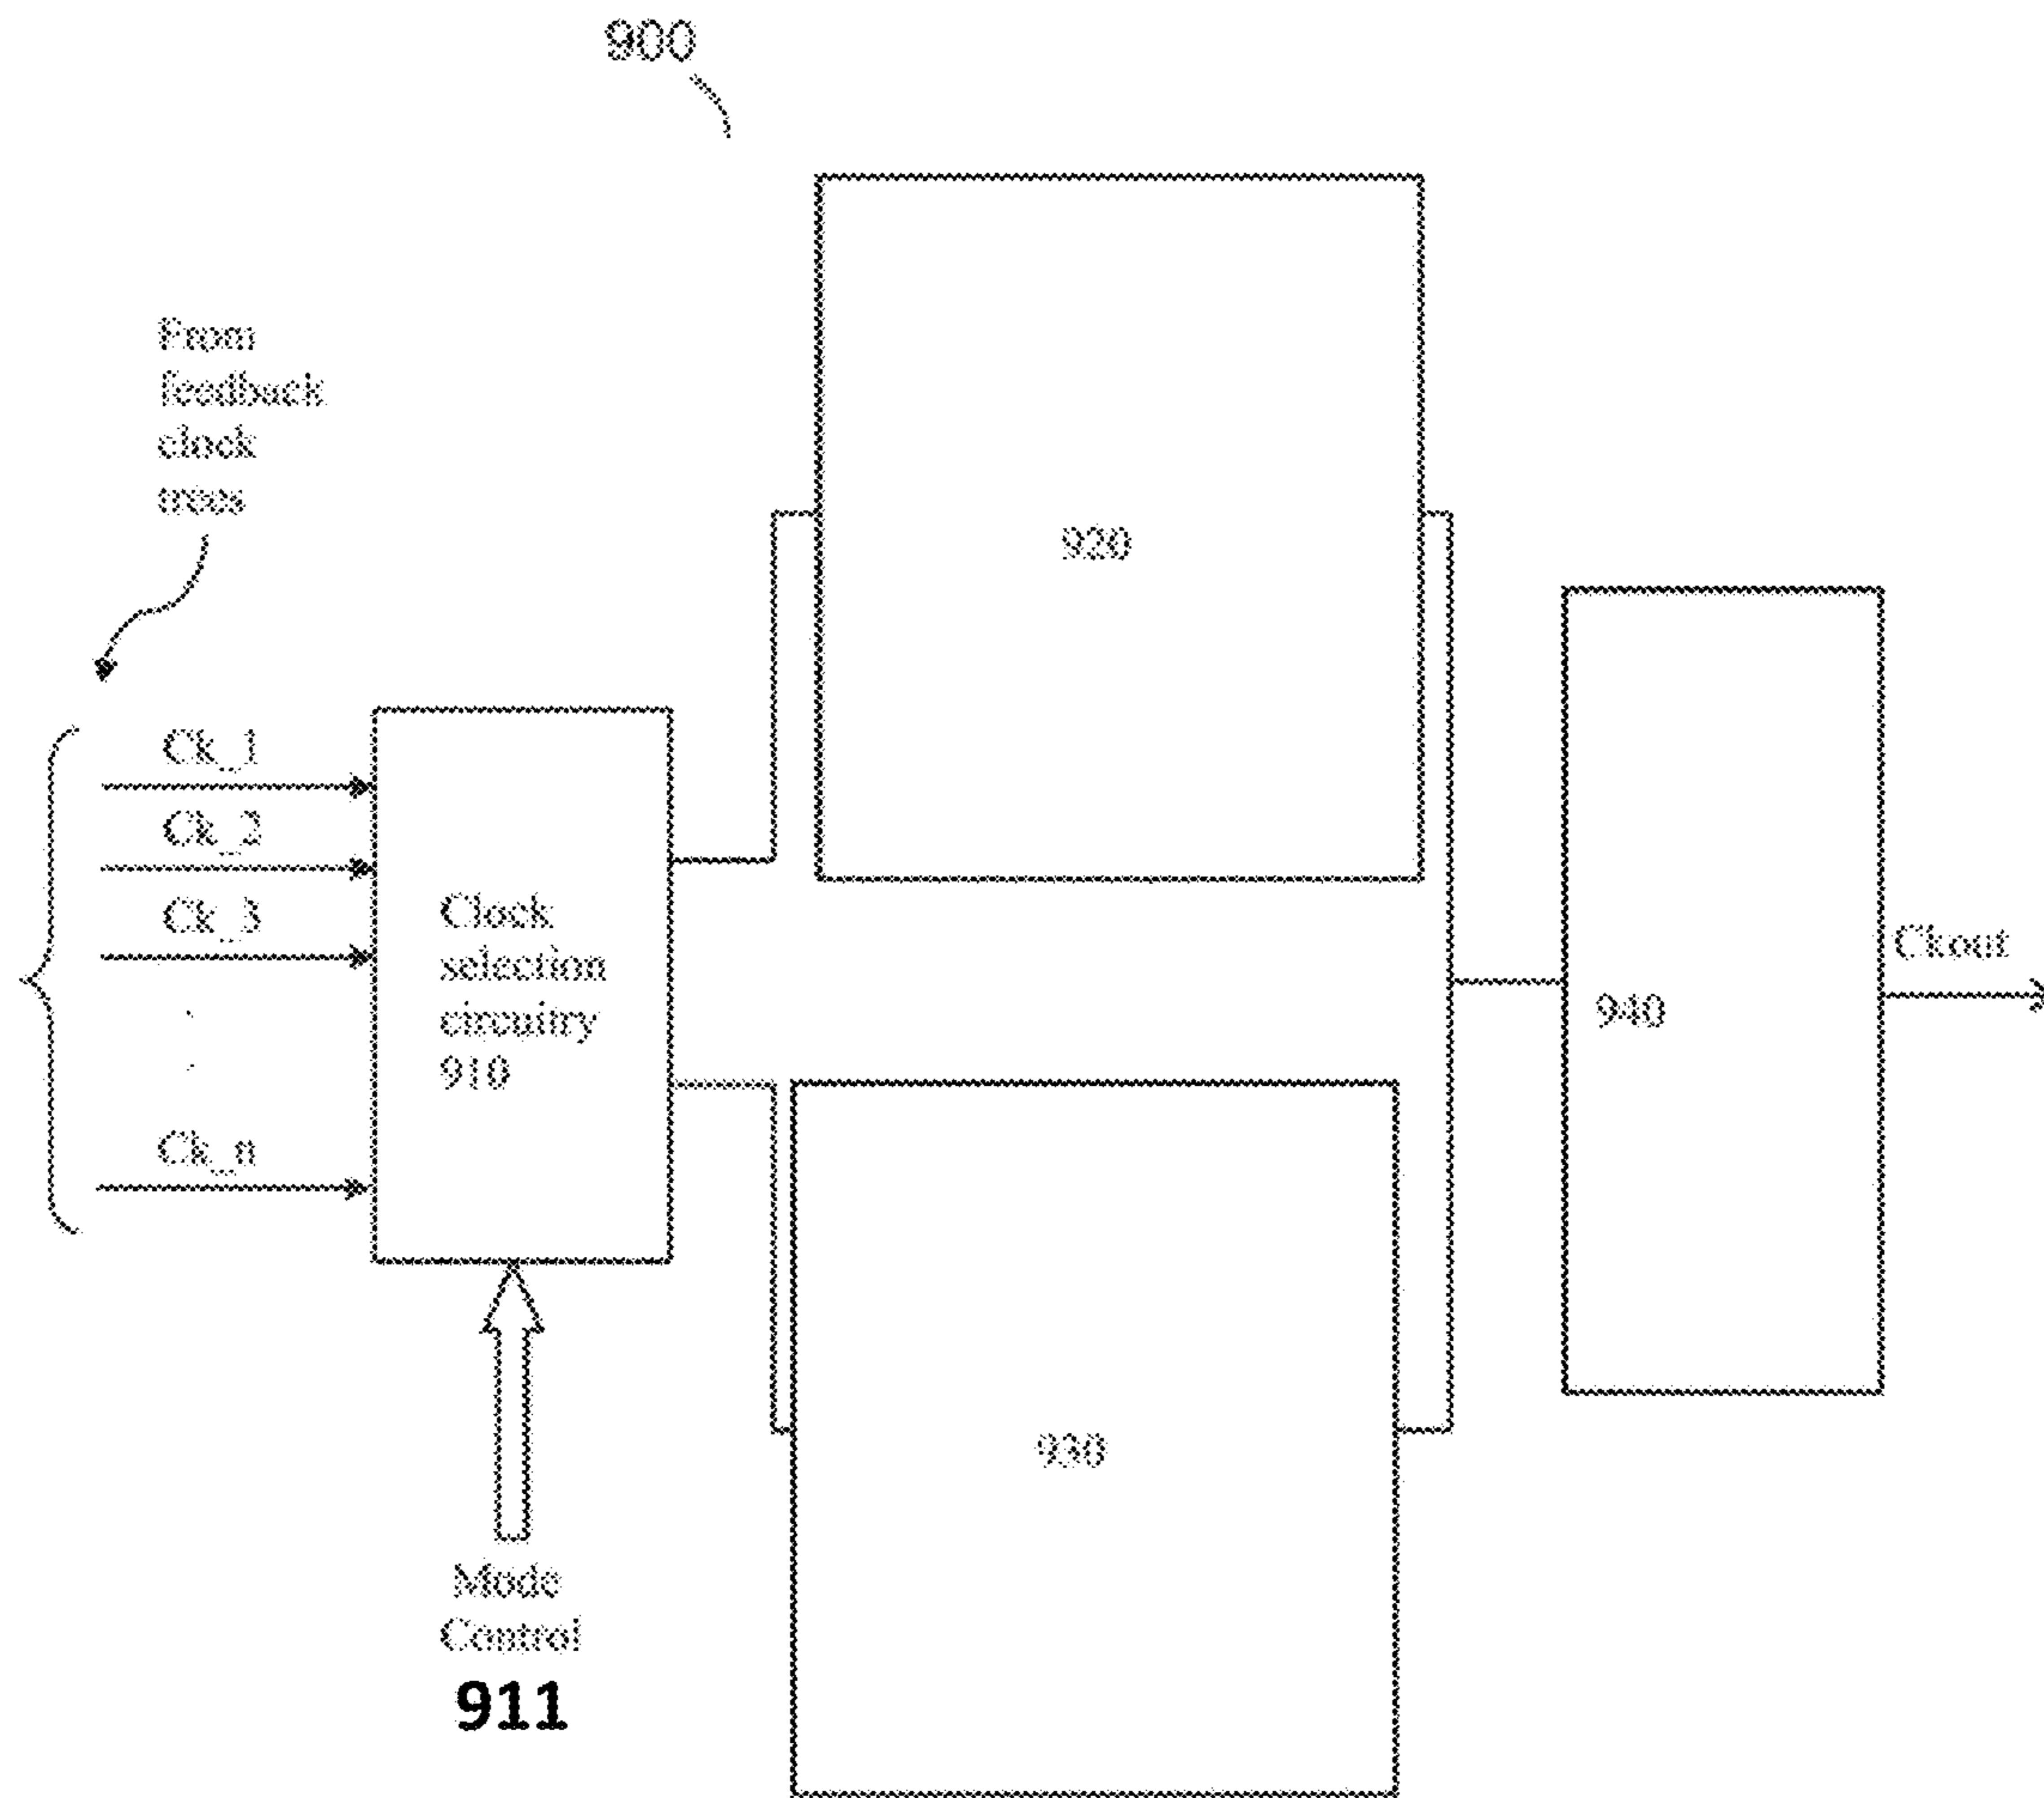 900
From
feedback
clock
trees
Ck_1
Ck_2
Ck_3
Ck_n
Clock
selection
circuitry
910
Mode
Control
911
920
930
940
Ckout